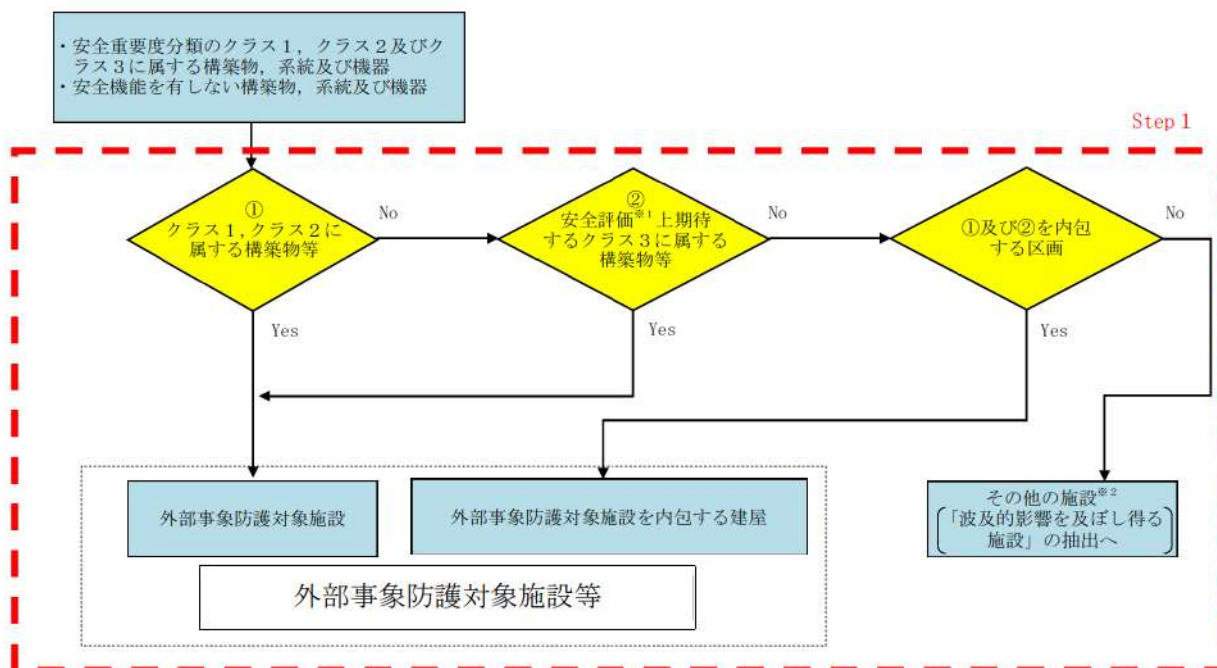 ・安全重要度分類のクラス１，クラス２及びク
ラス３に属する構築物，系統及び機器
・安全機能を有しない構築物，系統及び機器
Step 1
①
クラス１，クラス２に
属する構築物等
No
②
安全評価※１上期待
するクラス３に属する
構築物等
No
①及び②を内包
する区画
No
Yes
Yes
Yes
外部事象防護対象施設
外部事象防護対象施設を内包する建屋
その他の施設※２
「波及的影響を及ぼし得る
施設」の抽出へ
外部事象防護対象施設等